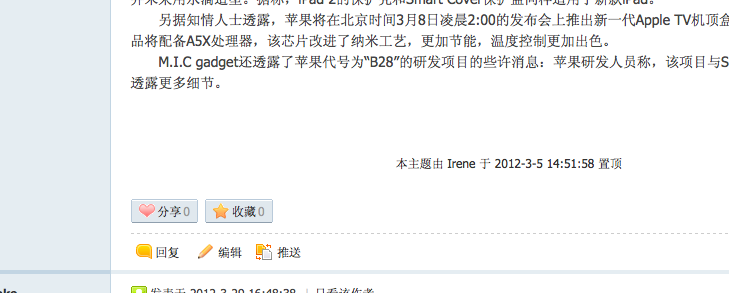 升未来用水滴造型。据称，iPad 2的保护壳和Smart Cover保护盖同样适用于新款iPad。
另据知情人士透露，苹果将在北京时间3月8日凌晨2:00的发布会上推出新一代Apple TV机顶盒
品将配备A5X处理器，该芯片改进了纳米工艺，更加节能，温度控制更加出色。
M.I.C gadget还透露了苹果代号为“B28”的研发项目的些许消息：苹果研发人员称，该项目与S
透露更多细节。
本主题由 Irene 于 2012-3-5 14:51:58 置顶
分享 0 收藏 0
回复 编辑 推送
发表于 2012-3-20 16:48:38 | 只看该作者